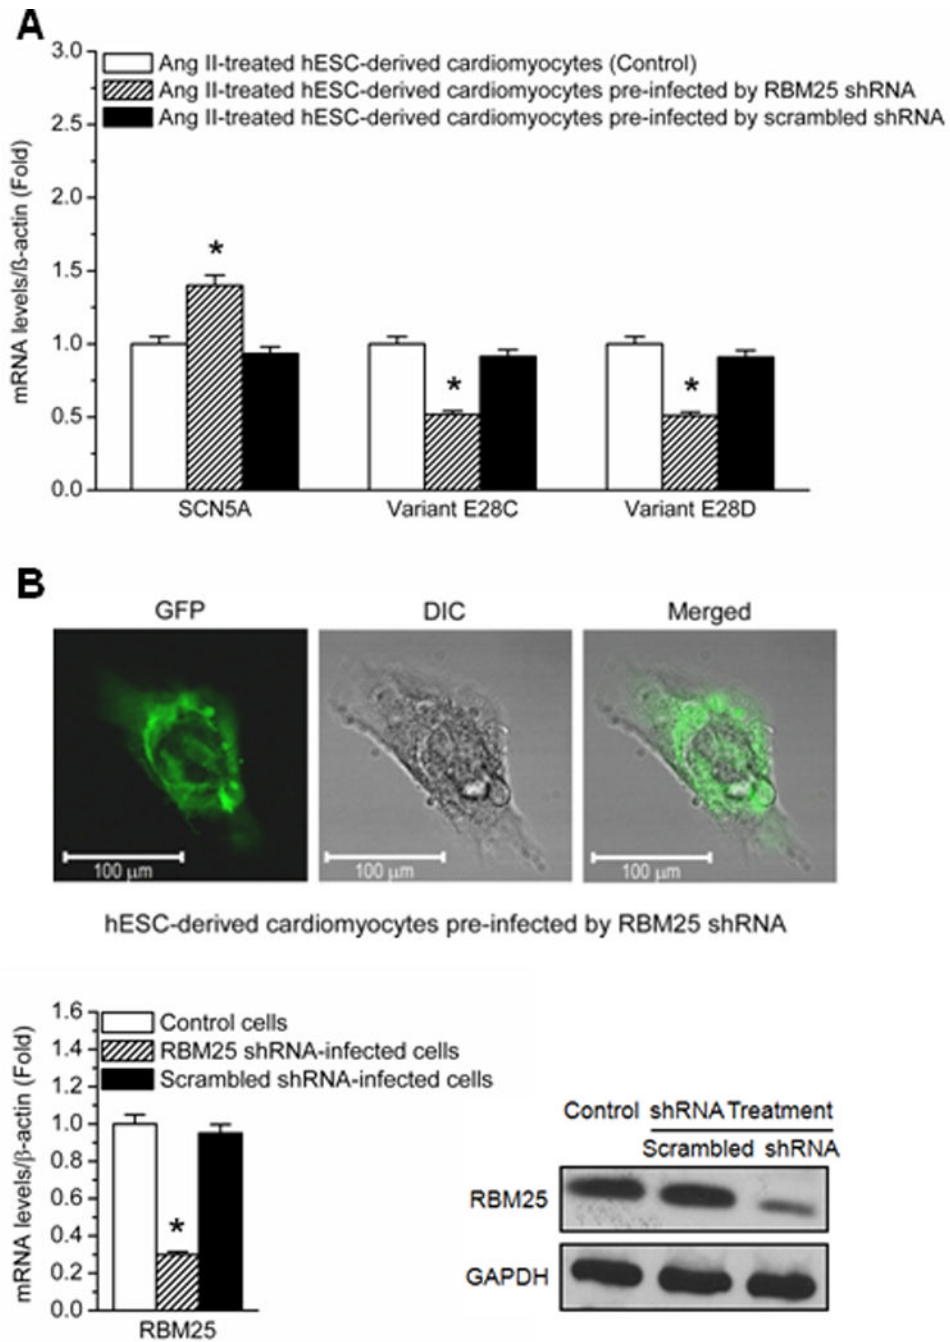 A
3.0
2.5
2.0
1.5
1.0
0.5
0.0
mRNA levels/ß-actin (Fold)
Ang II-treated hESC-derived cardiomyocytes (Control)
Ang II-treated hESC-derived cardiomyocytes pre-infected by RBM25 shRNA
Ang II-treated hESC-derived cardiomyocytes pre-infected by scrambled shRNA
*
*
*
SCN5A Variant E28C Variant E28D
B
GFP DIC Merged
100 µm 100 µm 100 µm
hESC-derived cardiomyocytes pre-infected by RBM25 shRNA
1.6
1.4
1.2
1.0
0.8
0.6
0.4
0.2
0.0
mRNA levels/β-actin (Fold)
Control cells
RBM25 shRNA-infected cells
Scrambled shRNA-infected cells
*
RBM25
Control shRNA Treatment
Scrambled shRNA
RBM25
GAPDH